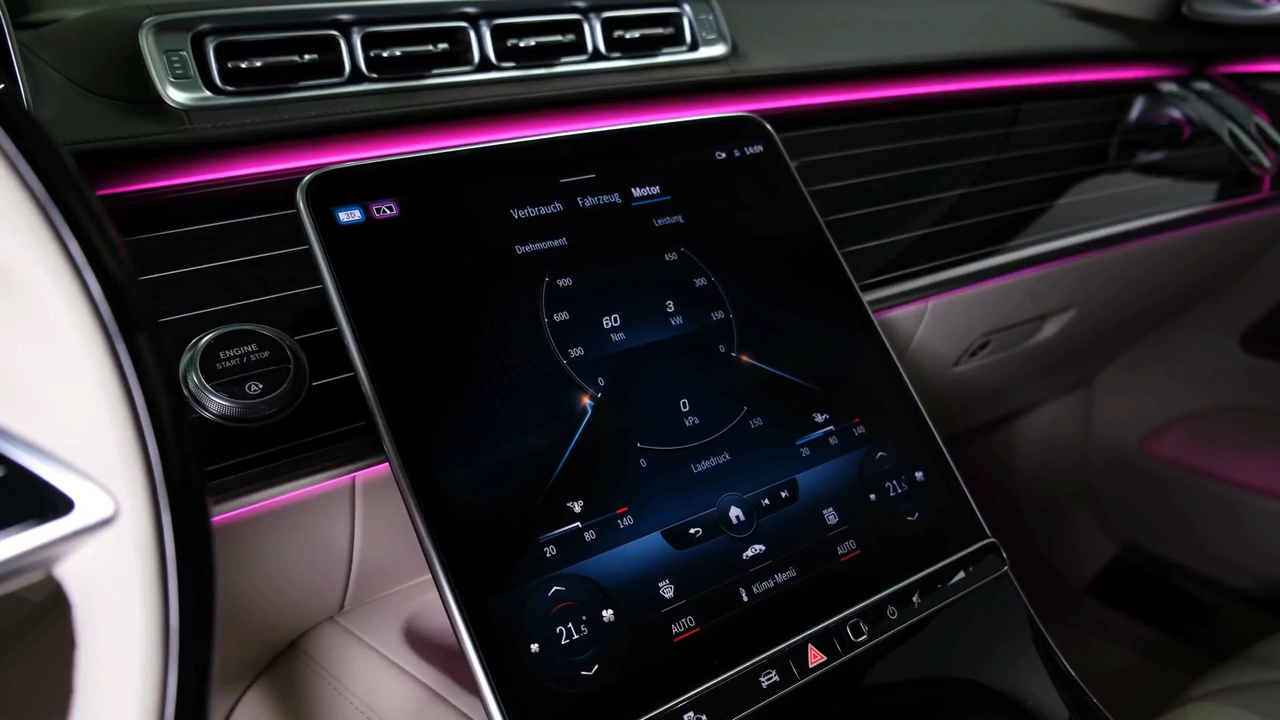 14:09
3D
Verbrauch Fahrzeug Motor
Drehmoment Leistung
900 450
600 300
60 Nm 3 kW
300 150
0 0
0 kPa
0 150
Ladedruck
°C
20 80 140
20 80 140
ENGINE
START / STOP
A
21.5
21.5
MAX
REAR
AUTO
Klima-Menü
AUTO